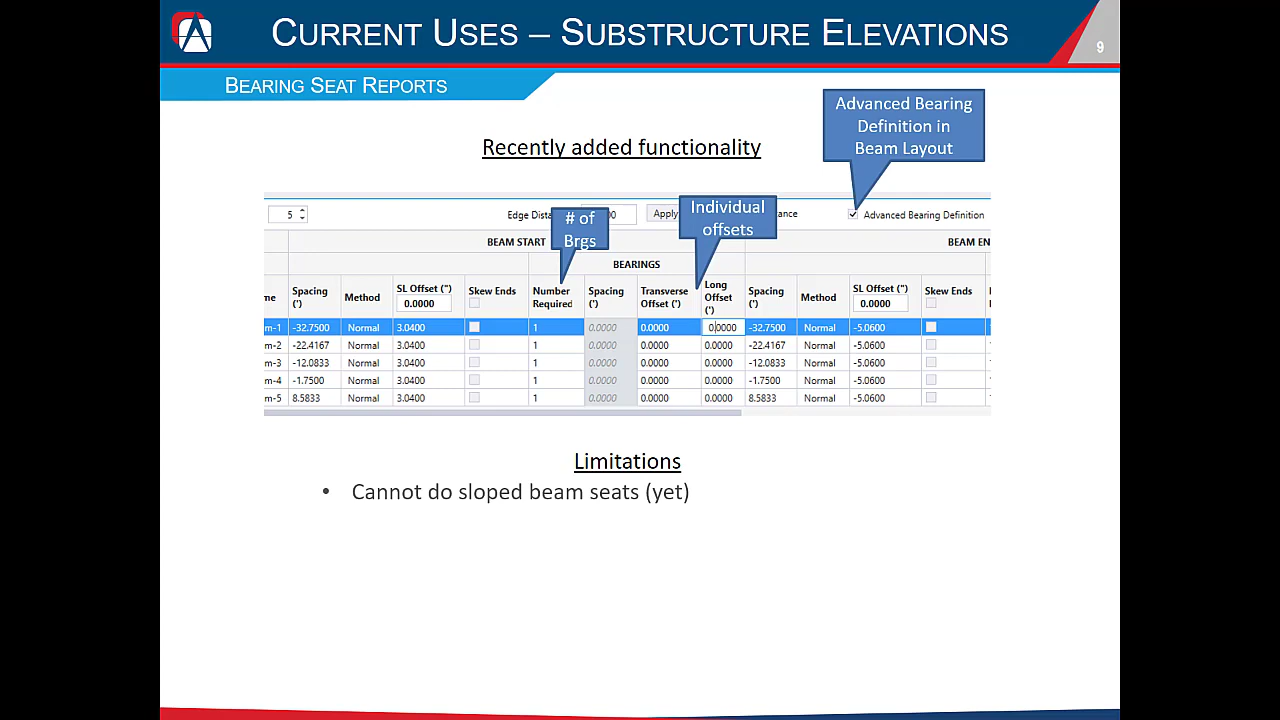 CURRENT USES – SUBSTRUCTURE ELEVATIONS
9
BEARING SEAT REPORTS
Advanced Bearing
Definition in
Beam Layout
Recently added functionality
# of
Brgs
Individual
offsets
5 Edge Dista 00 Apply ance Advanced Bearing Definition
BEAM START BEAM EN
BEARINGS
me Spacing (') Method SL Offset (") 0.0000 Skew Ends Number Required Spacing (') Transverse Offset (') Long Offset (') Spacing (') Method SL Offset (") 0.0000 Skew Ends
m-1 -32.7500 Normal 3.0400 1 0.0000 0.0000 0.0000 -32.7500 Normal -5.0600
m-2 -22.4167 Normal 3.0400 1 0.0000 0.0000 0.0000 -22.4167 Normal -5.0600
m-3 -12.0833 Normal 3.0400 1 0.0000 0.0000 0.0000 -12.0833 Normal -5.0600
m-4 -1.7500 Normal 3.0400 1 0.0000 0.0000 0.0000 -1.7500 Normal -5.0600
m-5 8.5833 Normal 3.0400 1 0.0000 0.0000 0.0000 8.5833 Normal -5.0600
Limitations
• Cannot do sloped beam seats (yet)